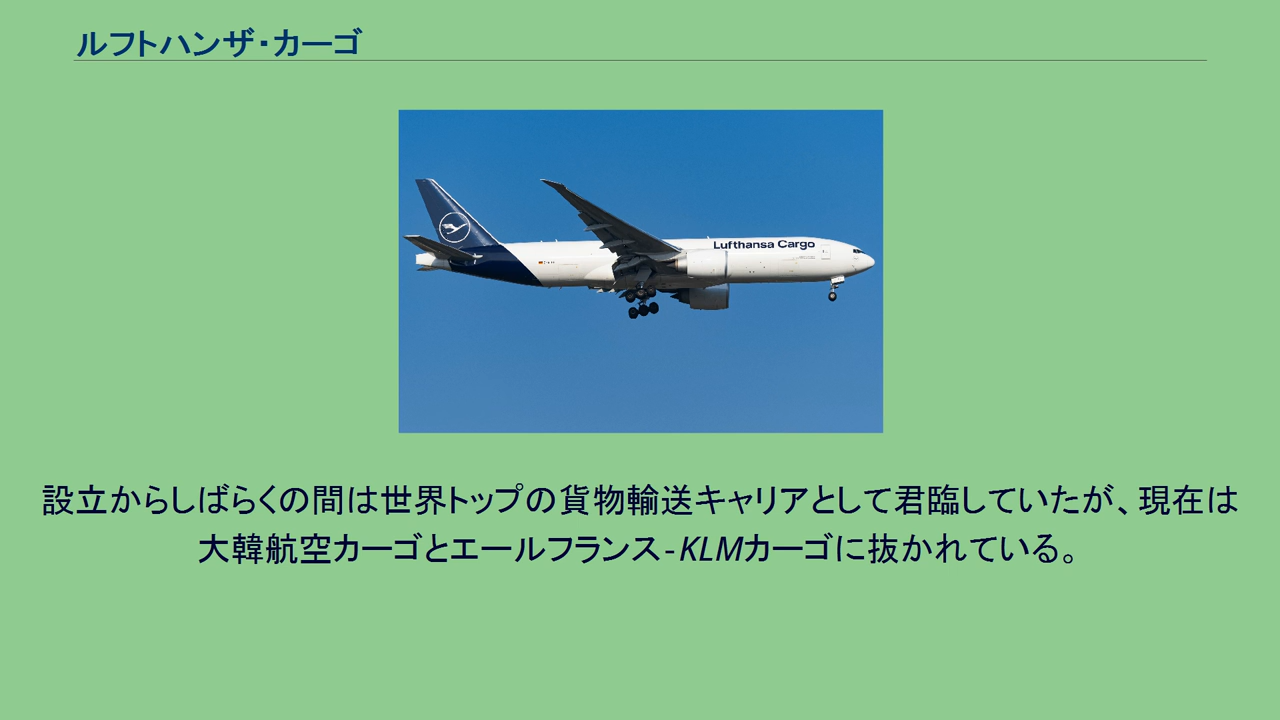 ルフトハンザ・カーゴ
Lufthansa Cargo
設立からしばらくの間は世界トップの貨物輸送キャリアとして君臨していたが、現在は
大韓航空カーゴとエールフランス-KLMカーゴに抜かれている。